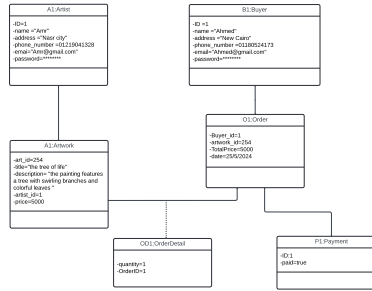 A1:Artist
-ID=1
-name ="Amr"
-address ="Nasr city"
-phone_number =01219041328
-emai="Amr@gmail.com"
-password=********
B1:Buyer
-ID =1
-name ="Ahmed"
-address ="New Cairo"
-phone_number =01180524173
-email="Ahmed@gmail.com"
-password=********
A1:Artwork
-art_id=254
-title="the tree of life"
-description= "the painting features
a tree with swirling branches and
colorful leaves "
-artist_id=1
-price=5000
O1:Order
-Buyer_id=1
-artwork_id=254
-TotalPrice=5000
-date=25/5/2024
OD1:OrderDetail
-quantity=1
-OrderID=1
P1:Payment
-ID:1
-paid=true